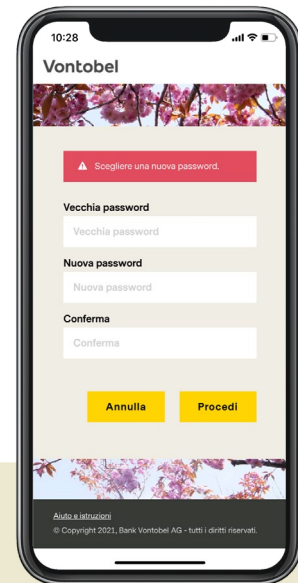 10:28
Vontobel
Scegliere una nuova password.
Vecchia password
Vecchia password
Nuova password
Nuova password
Conferma
Conferma
Annulla Procedi
Aiuto e istruzioni
© Copyright 2021, Bank Vontobel AG - tutti i diritti riservati.